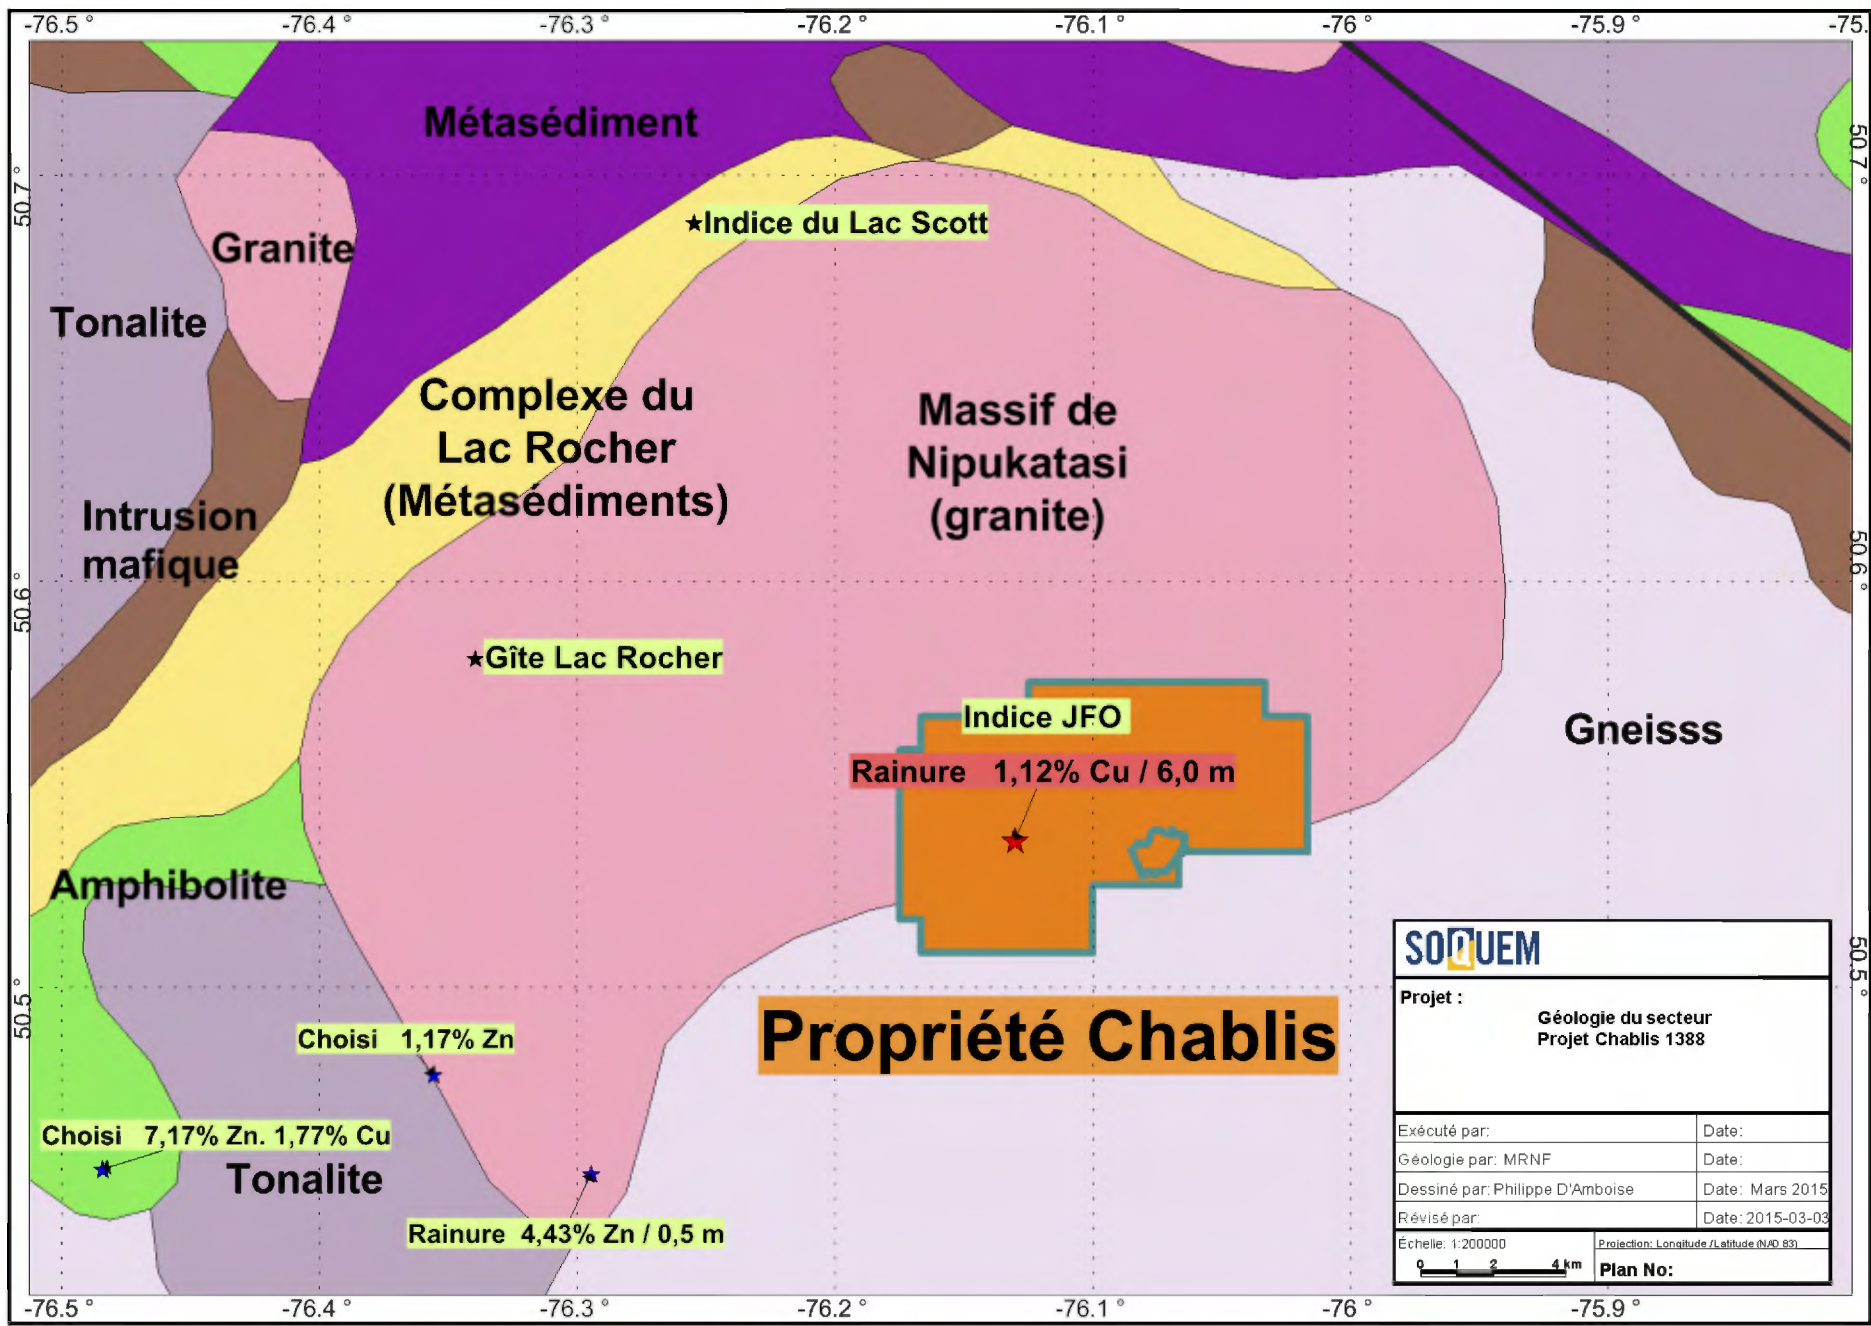 -76.5 °
-76.4 °
-76.3 °
-76.2 °
-76.1 °
-76 °
-75.9 °
-75.
Métasédiment
50.7 °
50.7 °
Indice du Lac Scott
Granite
Tonalite
Complexe du
Lac Rocher
(Métasédiments)
Massif de
Nipukatasi
(granite)
Intrusion
mafique
50.6 °
50.6 °
Gîte Lac Rocher
Indice JFO
Gneisss
Rainure 1,12% Cu / 6,0 m
Amphibolite
50.5 °
50.5 °
Propriété Chablis
Choisi 1,17% Zn
Choisi 7,17% Zn. 1,77% Cu
Tonalite
Rainure 4,43% Zn / 0,5 m
SOQUEM
Projet :
Géologie du secteur
Projet Chablis 1388
Exécuté par:
Date:
Géologie par: MRNF
Date:
Dessiné par: Philippe D'Amboise
Date: Mars 2015
Révisé par:
Date: 2015-03-03
Échelle: 1:200000
Projection: Longitude /Latitude (NAD 83)
0 1 2 4 km
Plan No:
-76.5 °
-76.4 °
-76.3 °
-76.2 °
-76.1 °
-76 °
-75.9 °